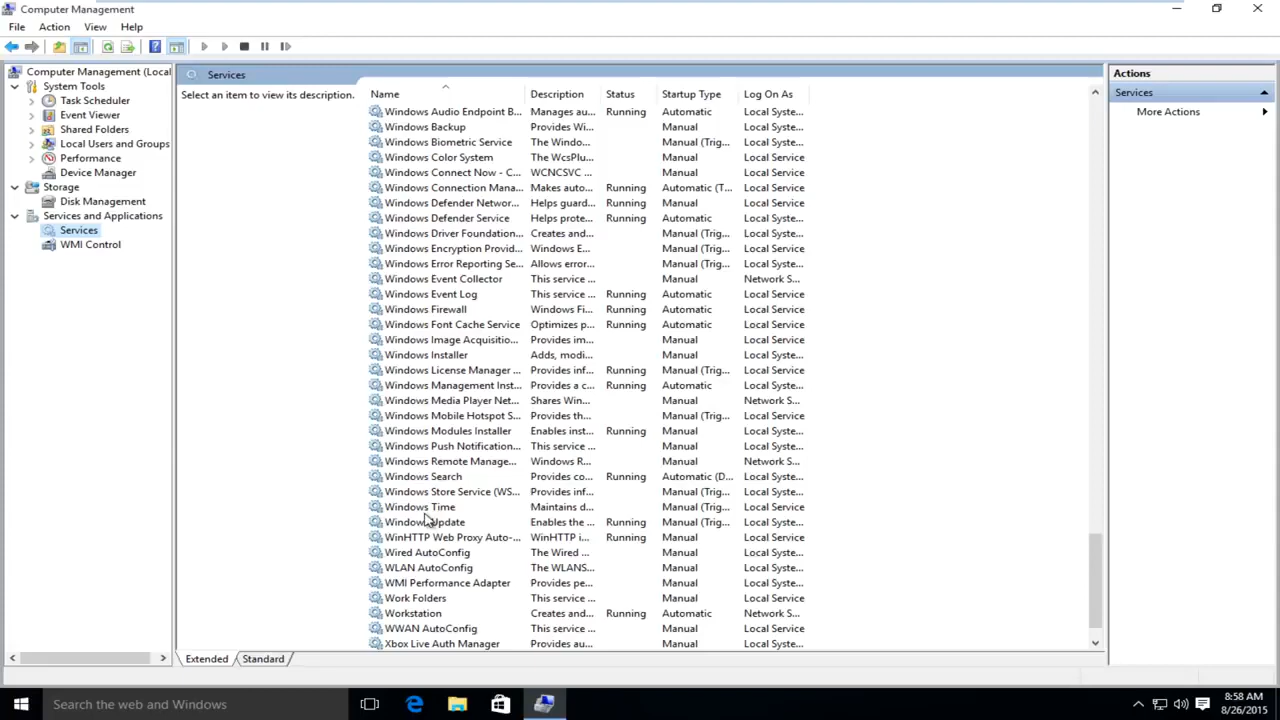 Computer Management
File Action View Help
Computer Management (Local
System Tools
Task Scheduler
Event Viewer
Shared Folders
Local Users and Groups
Performance
Device Manager
Storage
Disk Management
Services and Applications
Services
WMI Control
Services
Select an item to view its description.
Name Description Status Startup Type Log On As
Windows Audio Endpoint B... Manages au... Running Automatic Local Syste...
Windows Backup Provides Wi... Manual Local Syste...
Windows Biometric Service The Windo... Manual (Trig... Local Syste...
Windows Color System The WcsPlu... Manual Local Service
Windows Connect Now - C... WCNCSVC ... Manual Local Service
Windows Connection Mana... Makes auto... Running Automatic (T... Local Service
Windows Defender Networ... Helps guard... Running Manual Local Service
Windows Defender Service Helps prote... Running Automatic Local Syste...
Windows Driver Foundation... Creates and... Manual (Trig... Local Syste...
Windows Encryption Provid... Windows E... Manual (Trig... Local Service
Windows Error Reporting Se... Allows error... Manual (Trig... Local Syste...
Windows Event Collector This service ... Manual Network S...
Windows Event Log This service ... Running Automatic Local Service
Windows Firewall Windows Fi... Running Automatic Local Service
Windows Font Cache Service Optimizes p... Running Automatic Local Service
Windows Image Acquisitio... Provides im... Manual Local Service
Windows Installer Adds, modi... Manual Local Syste...
Windows License Manager ... Provides inf... Running Manual (Trig... Local Service
Windows Management Inst... Provides a c... Running Automatic Local Syste...
Windows Media Player Net... Shares Win... Manual Network S...
Windows Mobile Hotspot S... Provides th... Manual (Trig... Local Service
Windows Modules Installer Enables inst... Running Manual Local Syste...
Windows Push Notification... This service ... Manual Local Syste...
Windows Remote Manage... Windows R... Manual Network S...
Windows Search Provides co... Running Automatic (D... Local Syste...
Windows Store Service (WS... Provides inf... Manual (Trig... Local Syste...
Windows Time Maintains d... Manual (Trig... Local Service
Windows Update Enables the ... Running Manual (Trig... Local Syste...
WinHTTP Web Proxy Auto-... WinHTTP i... Running Manual Local Service
Wired AutoConfig The Wired ... Manual Local Syste...
WLAN AutoConfig The WLANS... Manual Local Syste...
WMI Performance Adapter Provides pe... Manual Local Syste...
Work Folders This service ... Manual Local Service
Workstation Creates and... Running Automatic Network S...
WWAN AutoConfig This service ... Manual Local Service
Xbox Live Auth Manager Provides au... Manual Local Syste...
Extended Standard
Actions
Services
More Actions
Search the web and Windows
8:58 AM
8/26/2015